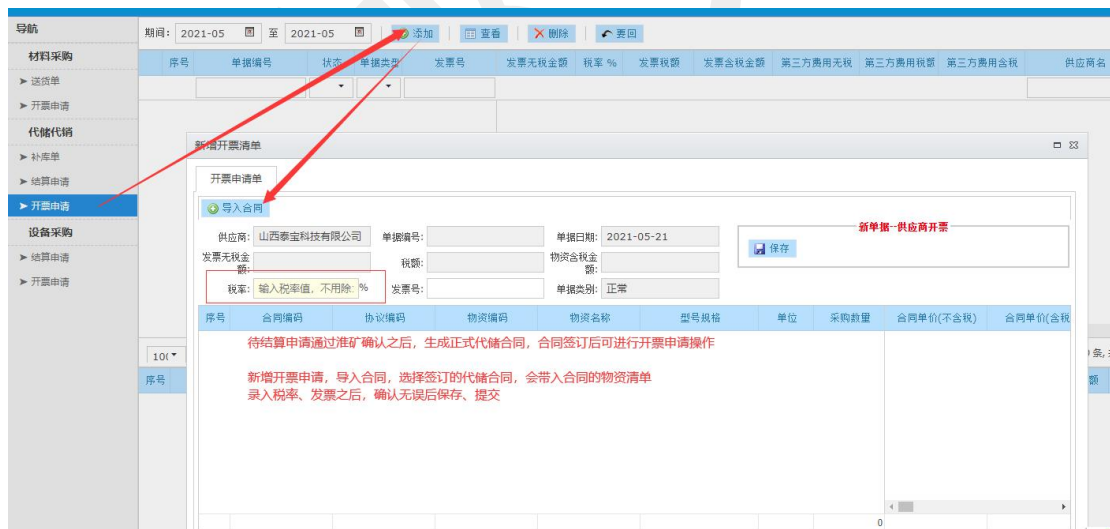 导航
期间: 2021-05 至 2021-05 添加 查看 删除 要回
材料采购
序号 单据编号 状态 单据类型 发票号 发票无税金额 税率 % 发票税额 发票含税金额 第三方费用无税 第三方费用税额 第三方费用含税 供应商名
➤ 送货单
➤ 开票申请
代储代销
➤ 补库单
➤ 结算申请
➤ 开票申请
设备采购
➤ 结算申请
➤ 开票申请
新增开票清单
开票申请单
导入合同
新单据--供应商开票
供应商: 山西泰宝科技有限公司 单据编号: 单据日期: 2021-05-21
保存
发票无税金额: 税额: 物资含税金额:
税率: 输入税率值, 不用除: % 发票号: 单据类别: 正常
序号 合同编码 协议编码 物资编码 物资名称 型号规格 单位 采购数量 合同单价(不含税) 合同单价(含税
待结算申请通过淮矿确认之后，生成正式代储合同，合同签订后可进行开票申请操作
新增开票申请，导入合同，选择签订的代储合同，会带入合同的物资清单
录入税率、发票之后，确认无误后保存、提交
10(
条,
序号
额
0